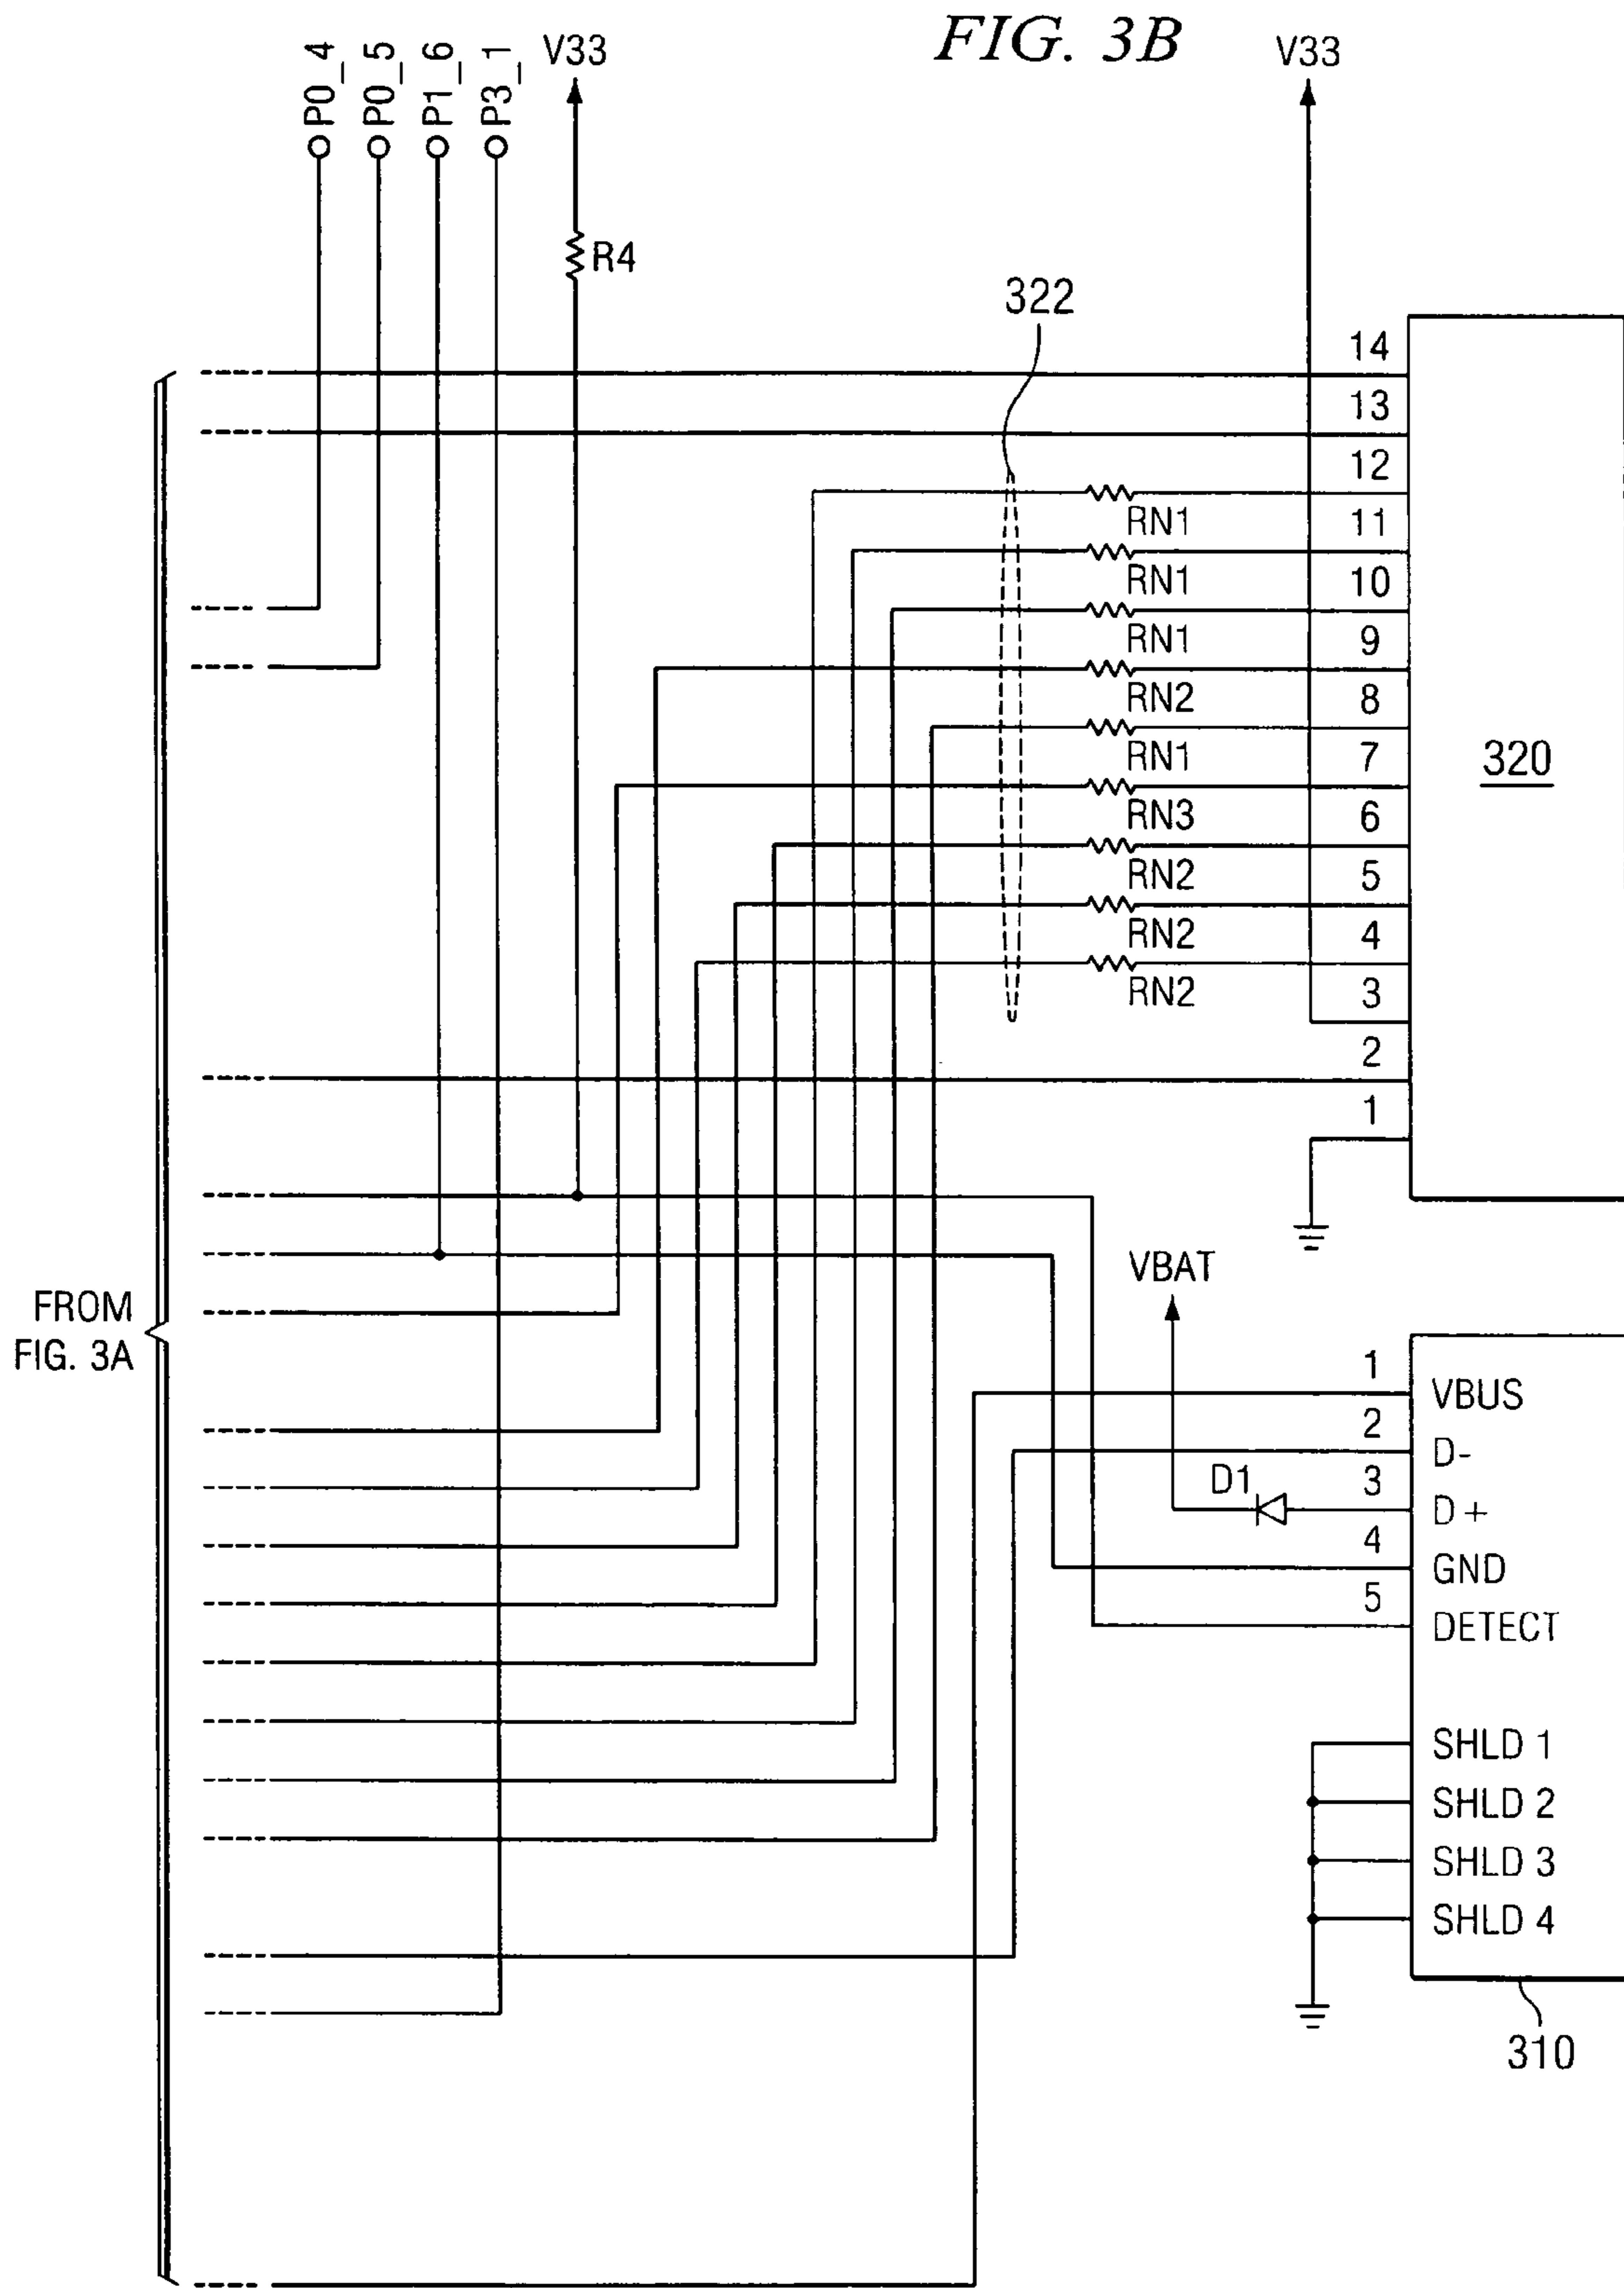 FIG. 3B
P0_4
P0_5
P1_6
P3_1
V33
V33
R4
322
14
13
12
RN1
11
RN1
10
RN1
9
RN2
8
RN1
7
320
RN3
6
RN2
5
RN2
4
RN2
3
2
1
FROM
FIG. 3A
VBAT
1
VBUS
2
D-
D1
3
D+
4
GND
5
DETECT
SHLD 1
SHLD 2
SHLD 3
SHLD 4
310